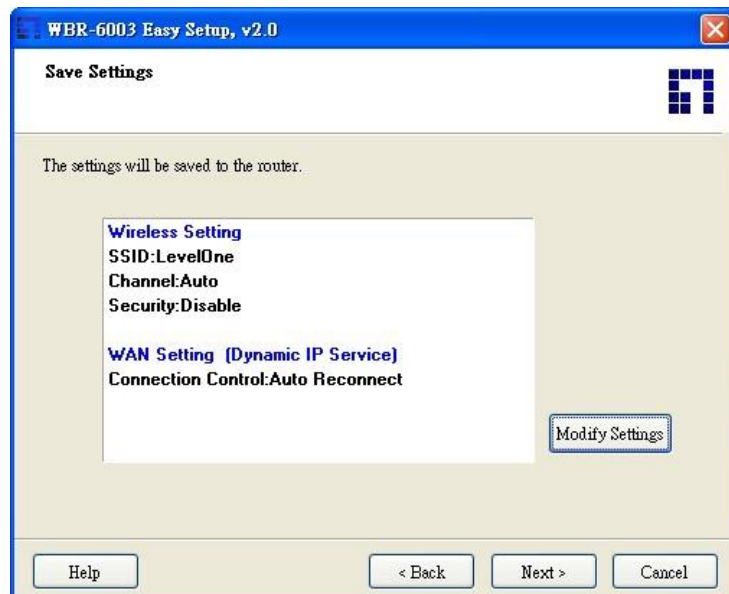 WBR-6003 Easy Setup, v2.0
Save Settings
The settings will be saved to the router.
Wireless Setting
SSID:LevelOne
Channel:Auto
Security:Disable
WAN Setting (Dynamic IP Service)
Connection Control:Auto Reconnect
Modify Settings
Help
< Back
Next >
Cancel